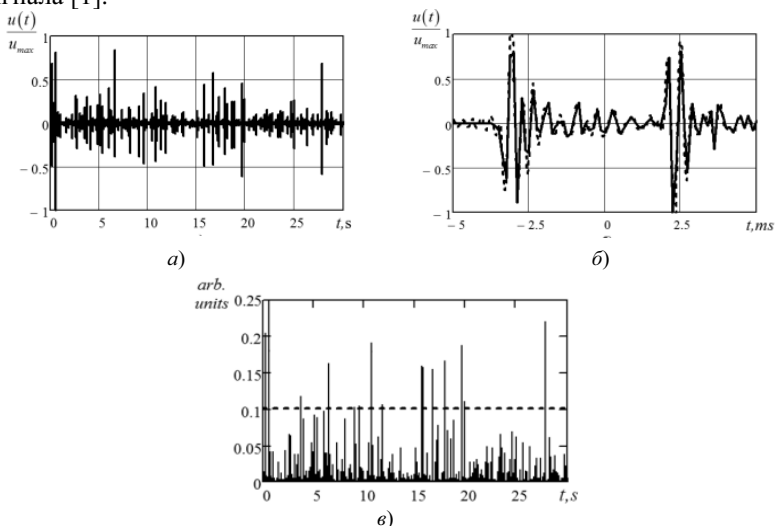 гнала [1].
u(t)
u_max
1
0.5
0
– 0.5
– 1
0 5 10 15 20 25 t,s
а)
u(t)
u_max
1
0.5
0
– 0.5
– 1
– 5 – 2.5 0 2.5 t,ms
б)
arb.
units
0.25
0.2
0.15
0.1
0.05
0
0 5 10 15 20 25 t,s
в)